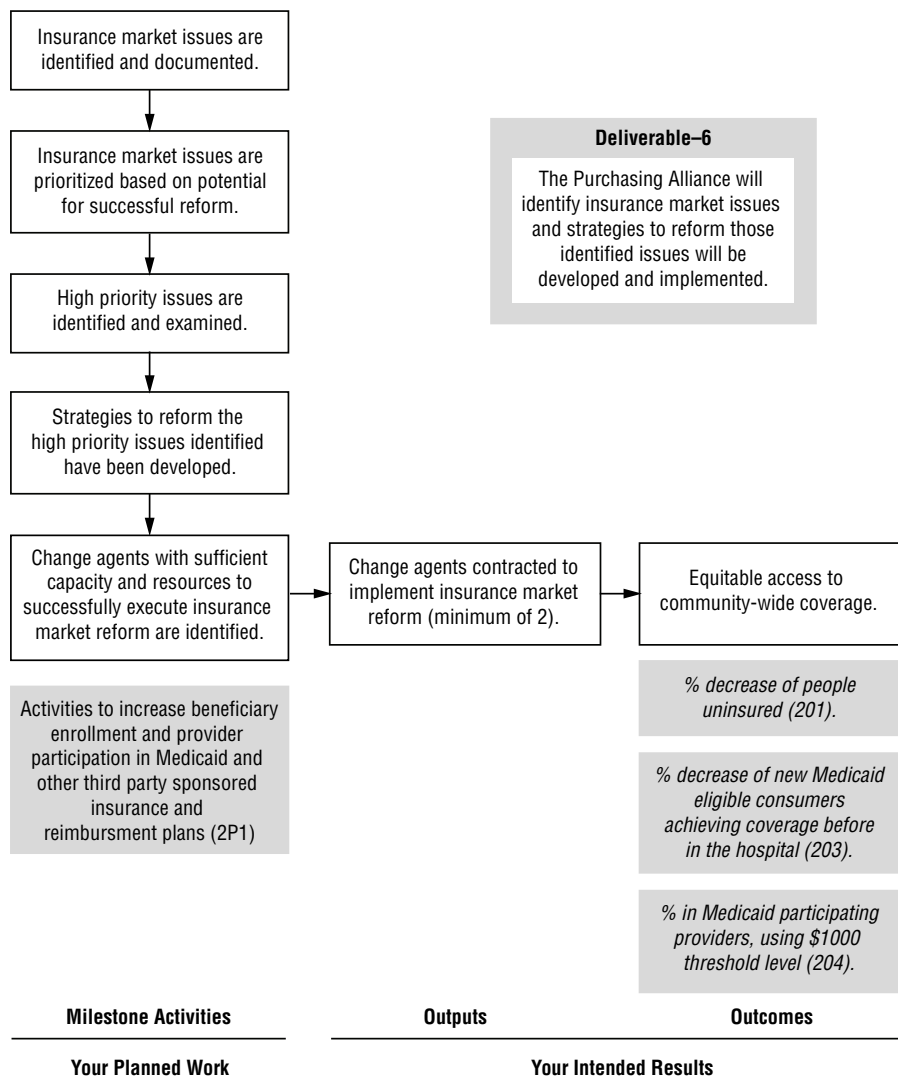 Insurance market issues are
identified and documented.
Insurance market issues are
prioritized based on potential
for successful reform.
High priority issues are
identified and examined.
Strategies to reform the
high priority issues identified
have been developed.
Change agents with sufficient
capacity and resources to
successfully execute insurance
market reform are identified.
Activities to increase beneficiary
enrollment and provider
participation in Medicaid and
other third party sponsored
insurance and
reimbursment plans (2P1)
Deliverable–6
The Purchasing Alliance will
identify insurance market issues
and strategies to reform those
identified issues will be
developed and implemented.
Change agents contracted to
implement insurance market
reform (minimum of 2).
Equitable access to
community-wide coverage.
% decrease of people
uninsured (201).
% decrease of new Medicaid
eligible consumers
achieving coverage before
in the hospital (203).
% in Medicaid participating
providers, using $1000
threshold level (204).
Milestone Activities
Outputs
Outcomes
Your Planned Work
Your Intended Results